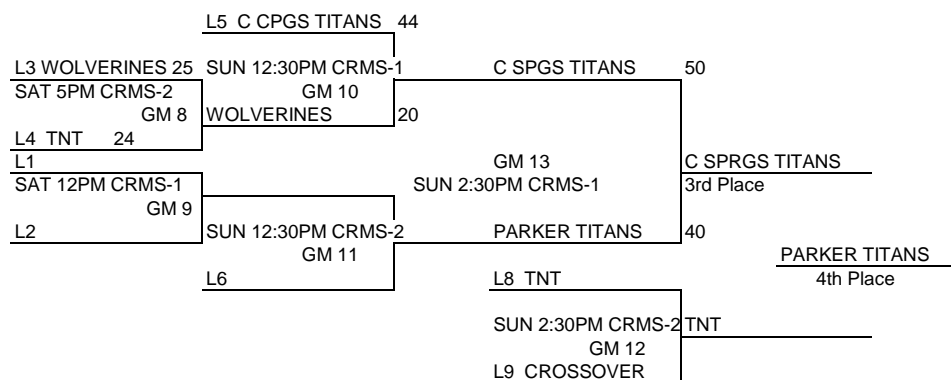 L5 C CPGS TITANS 44
L3 WOLVERINES 25 SUN 12:30PM CRMS-1 C SPGS TITANS 50
SAT 5PM CRMS-2 GM 10
GM 8 WOLVERINES 20
L4 TNT 24
L1 GM 13 C SPRGS TITANS
SAT 12PM CRMS-1 SUN 2:30PM CRMS-1 3rd Place
GM 9
L2 SUN 12:30PM CRMS-2 PARKER TITANS 40
GM 11 PARKER TITANS
L6 L8 TNT 4th Place
SUN 2:30PM CRMS-2 TNT
GM 12
L9 CROSSOVER